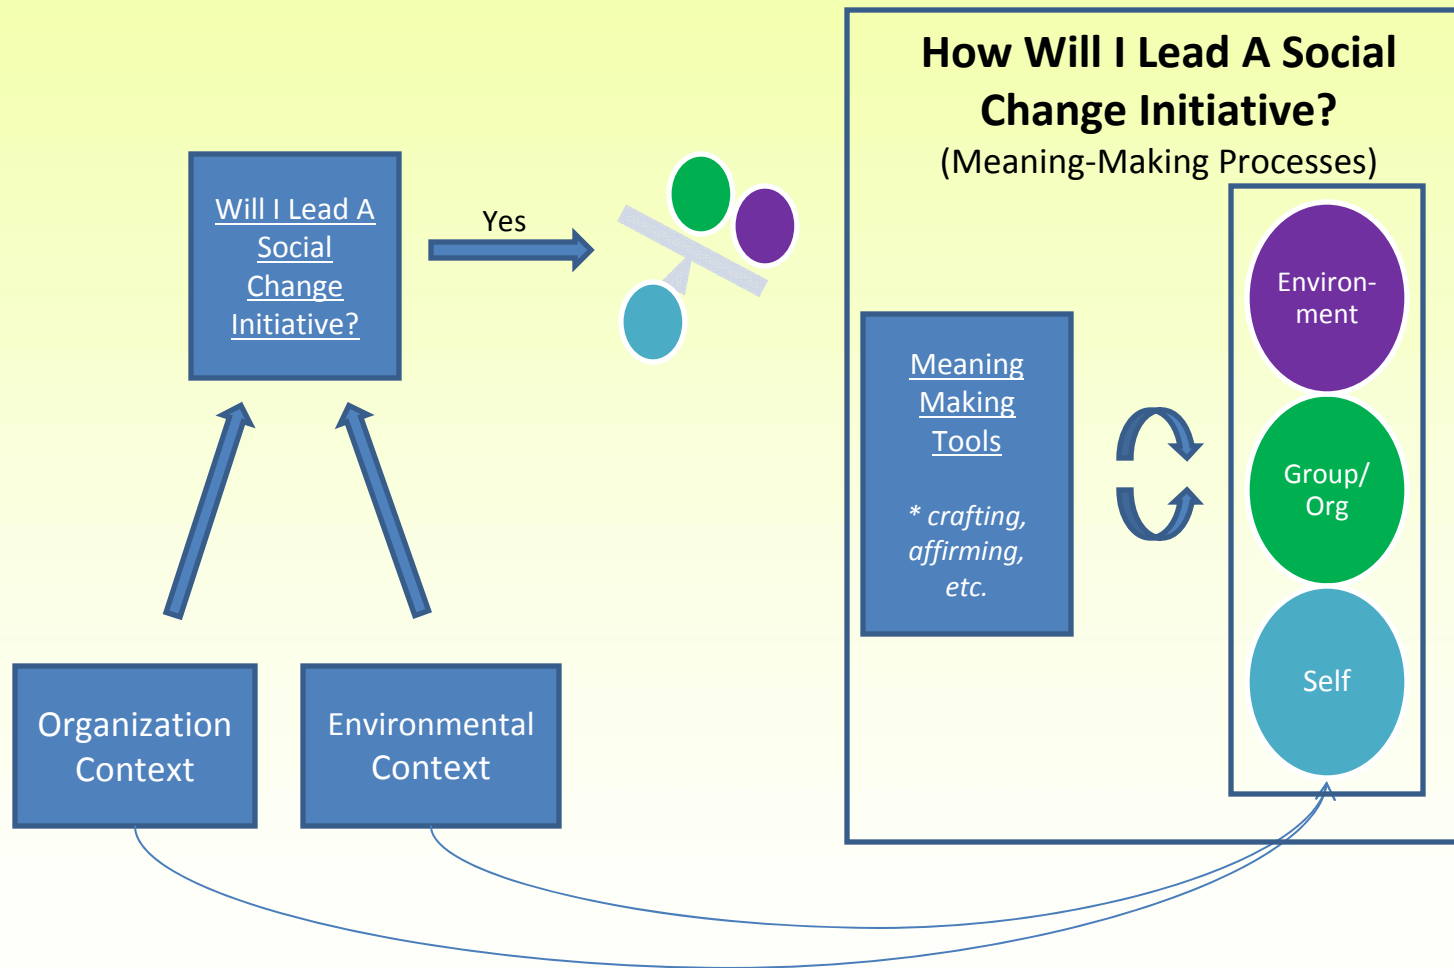 How Will I Lead A Social
Change Initiative?
(Meaning-Making Processes)
Will I Lead A
Social
Change
Initiative?
Yes
Meaning
Making
Tools
* crafting,
affirming,
etc.
Environ-
ment
Group/
Org
Self
Organization
Context
Environmental
Context